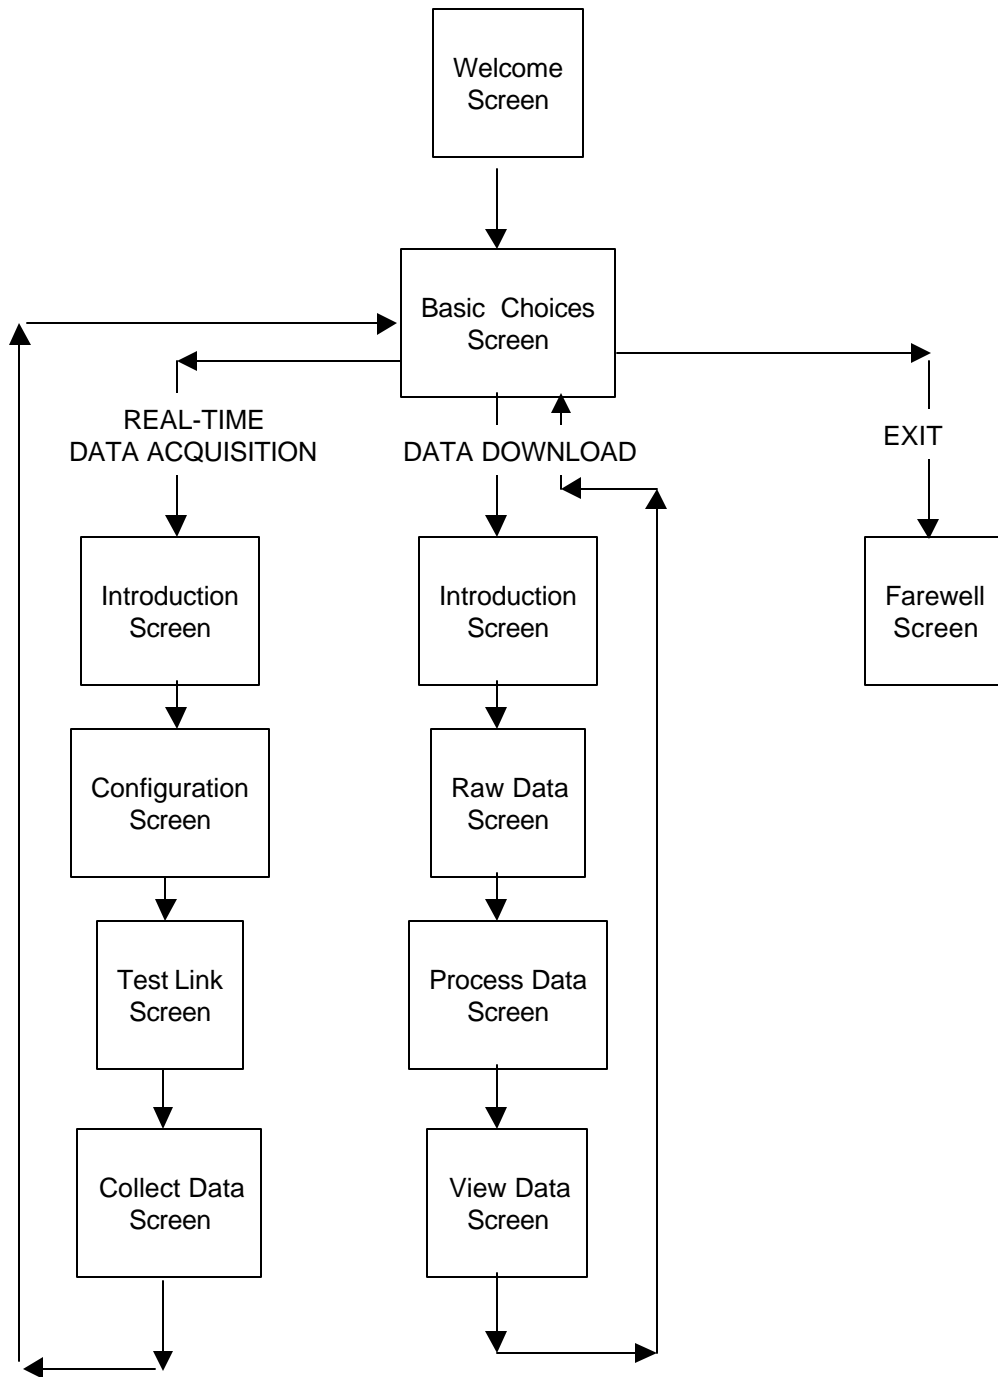 Welcome
Screen
Basic Choices
Screen
REAL-TIME
DATA ACQUISITION
DATA DOWNLOAD
EXIT
Introduction
Screen
Introduction
Screen
Farewell
Screen
Configuration
Screen
Raw Data
Screen
Test Link
Screen
Process Data
Screen
Collect Data
Screen
View Data
Screen